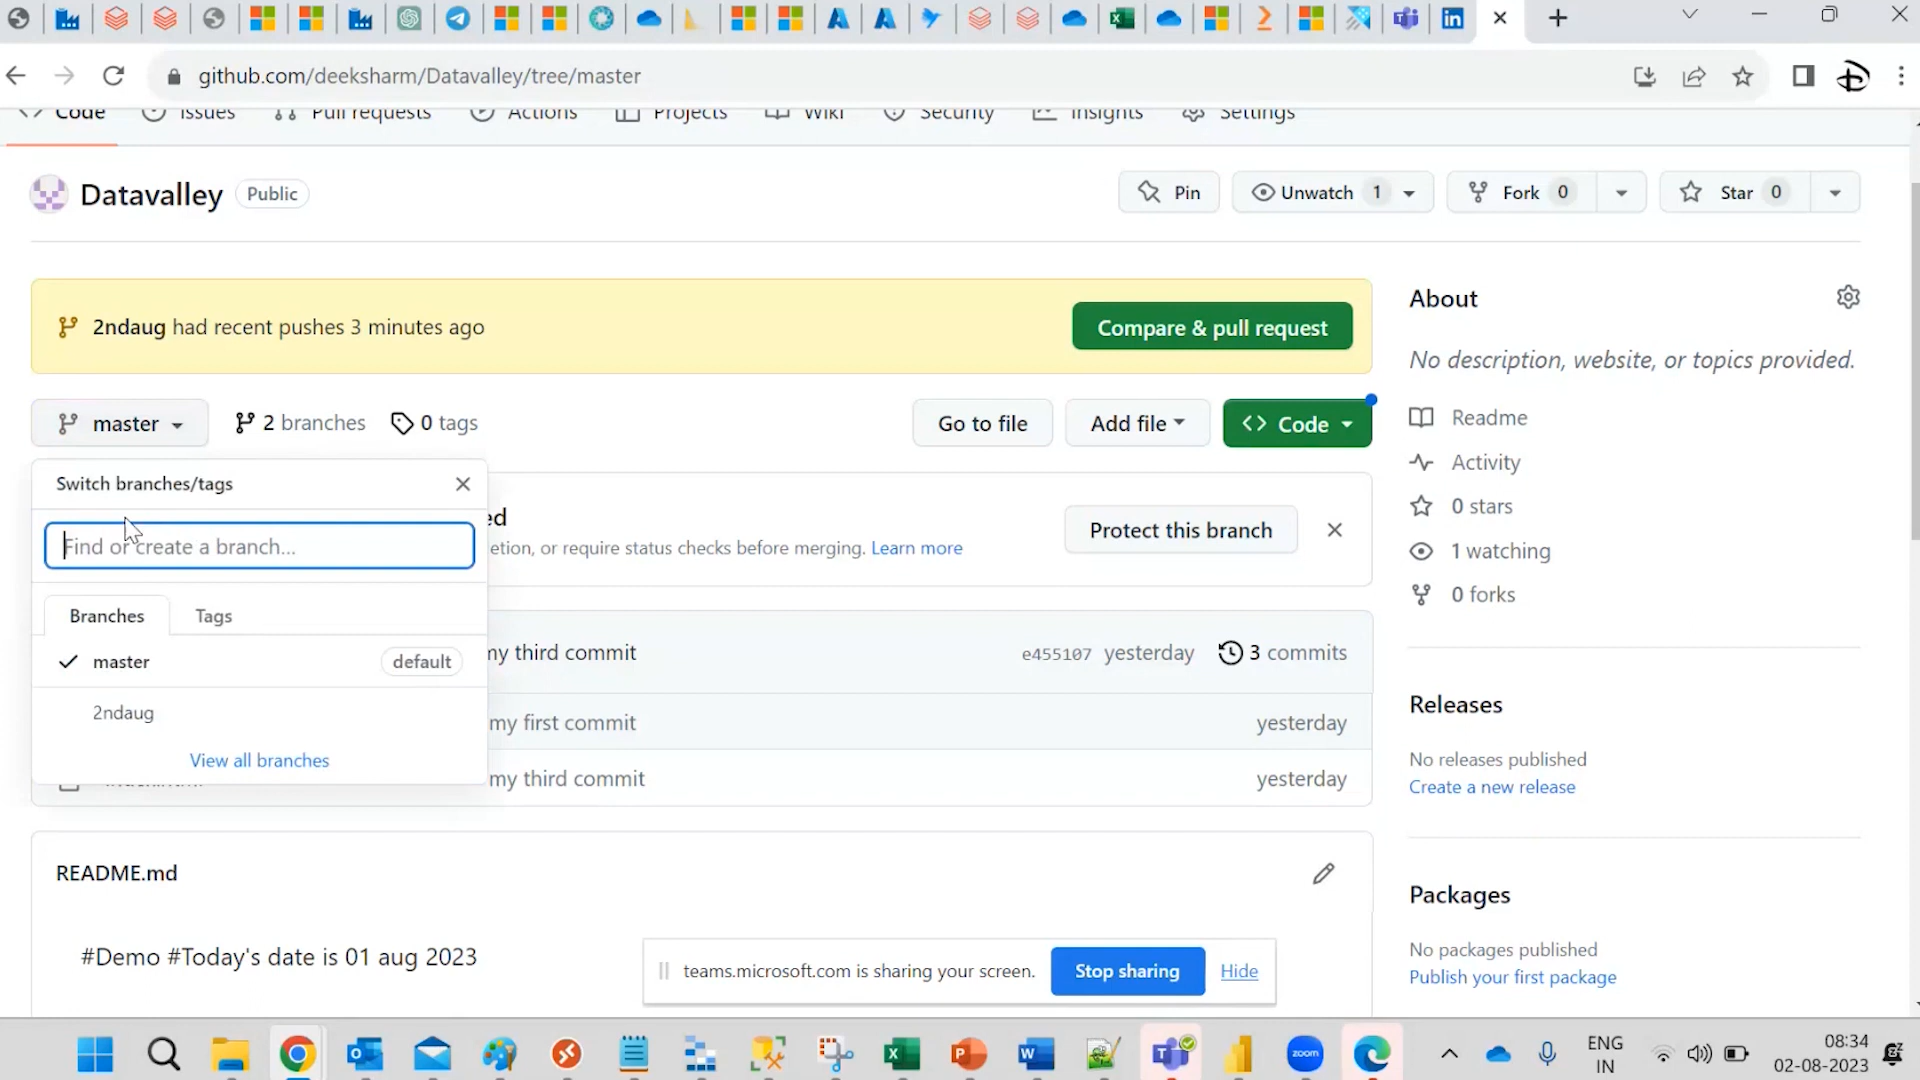 github.com/deeksharm/Datavalley/tree/master
Code Issues Pull requests Actions Projects Wiki Security Insights Settings
Datavalley Public
Pin Unwatch 1 Fork 0 Star 0
2ndaug had recent pushes 3 minutes ago
Compare & pull request
master 2 branches 0 tags
Go to file Add file <> Code
Switch branches/tags
Find or create a branch...
Branches Tags
master default
2ndaug
View all branches
ed
etion, or require status checks before merging. Learn more
Protect this branch
my third commit e455107 yesterday 3 commits
my first commit yesterday
my third commit yesterday
README.md
#Demo #Today's date is 01 aug 2023
About
No description, website, or topics provided.
Readme
Activity
0 stars
1 watching
0 forks
Releases
No releases published
Create a new release
Packages
No packages published
Publish your first package
teams.microsoft.com is sharing your screen. Stop sharing Hide
zoom
ENG
IN
08:34
02-08-2023